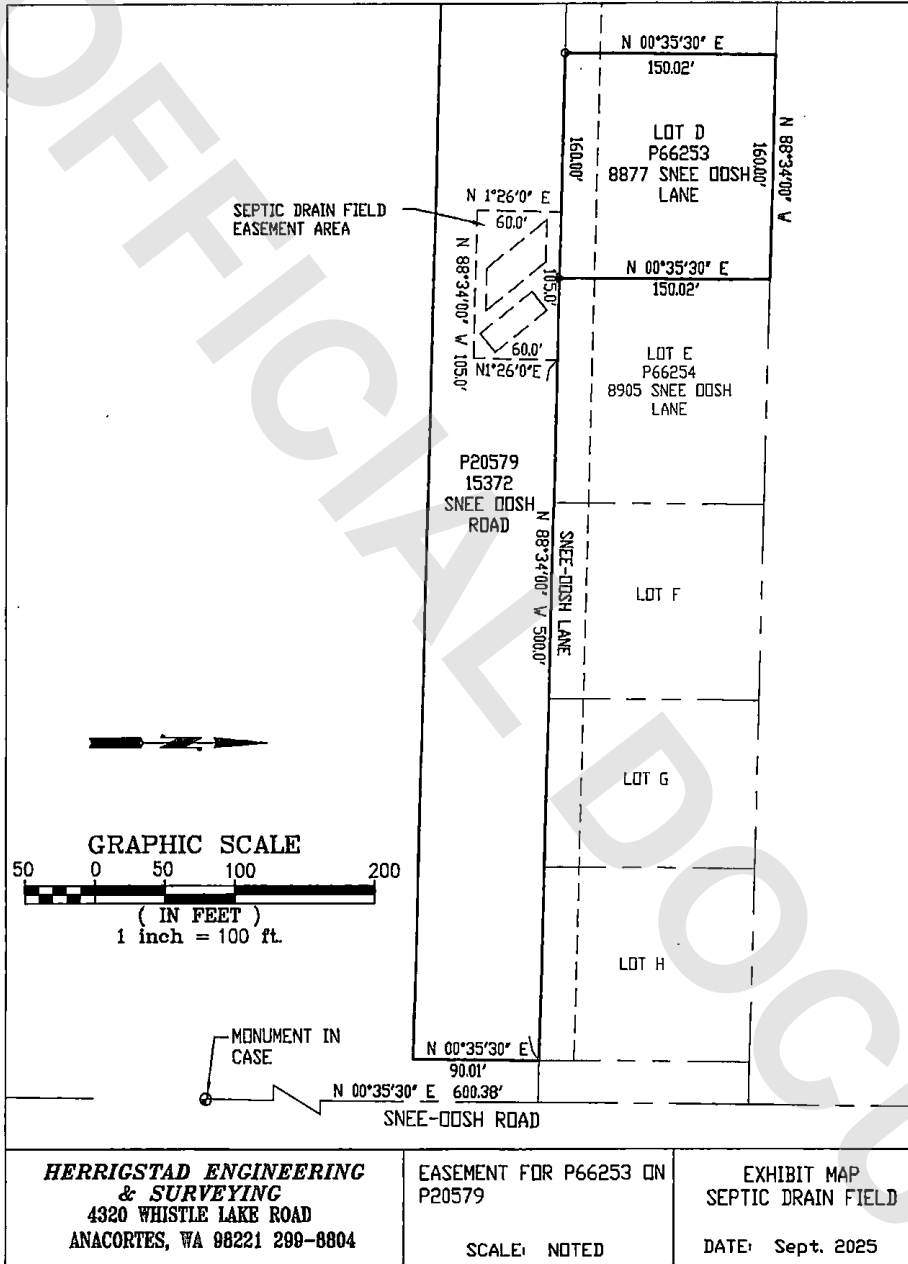 N 00°35'30" E
150.02'
LOT D
P66253
8877 SNEE OOSH
LANE
160.00'
160.00'
N 88°34'00" W
N 1°26'0" E
60.0'
SEPTIC DRAIN FIELD
EASEMENT AREA
N 88°34'00" W 105.0'
105.0'
60.0'
N1°26'0"E
N 00°35'30" E
150.02'
LOT E
P66254
8905 SNEE OOSH
LANE
P20579
15372
SNEE OOSH
ROAD
N 88°34'00" W 500.0'
SNEE-OOSH LANE
LOT F
LOT G
LOT H
GRAPHIC SCALE
50 0 50 100 200
( IN FEET )
1 inch = 100 ft.
MONUMENT IN
CASE
N 00°35'30" E
90.01'
N 00°35'30" E 600.38'
SNEE-OOSH ROAD
HERRIGSTAD ENGINEERING
& SURVEYING
4320 WHISTLE LAKE ROAD
ANACORTES, WA 98221 299-8804
EASEMENT FOR P66253 ON
P20579
SCALE: NOTED
EXHIBIT MAP
SEPTIC DRAIN FIELD
DATE: Sept. 2025
OFFICIAL DOCU